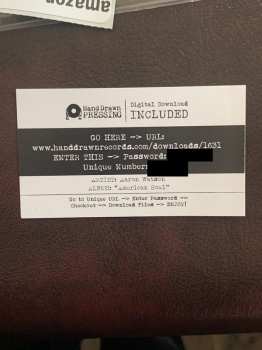 amazon
Hand Drawn
PRESSING
Digital Download
INCLUDED
GO HERE —> URL:
www.handdrawnrecords.com/downloads/1631
ENTER THIS —> Password:
Unique Number:
ARTIST: Aaron Watson
ALBUM: "American Soul"
Go to Unique URL —> Enter Password —>
Checkout —> Download Files —> ENJOY!